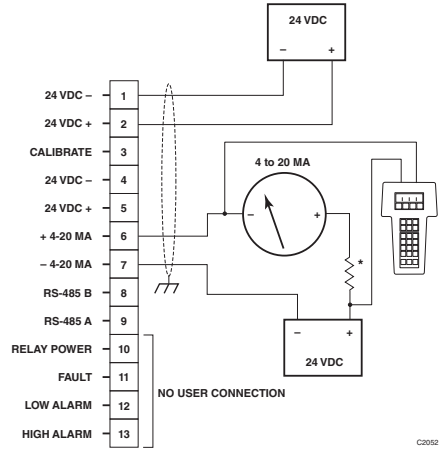 24 VDC
– +
24 VDC – 1
24 VDC + 2
CALIBRATE 3
24 VDC – 4
24 VDC + 5
+ 4-20 MA 6
– 4-20 MA 7
RS-485 B 8
RS-485 A 9
RELAY POWER 10
FAULT 11
LOW ALARM 12
HIGH ALARM 13
NO USER CONNECTION
4 to 20 MA
– +
*
– +
24 VDC
C2052